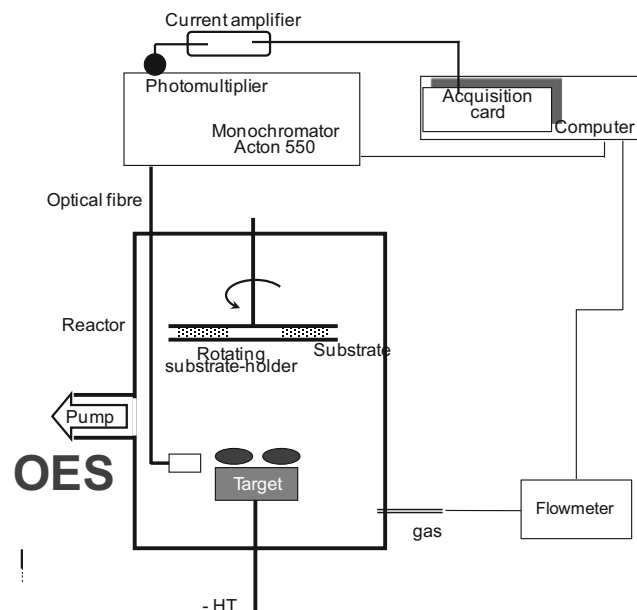 Current amplifier
Photomultiplier
Monochromator
Acton 550
Acquisition
card
Computer
Optical fibre
Reactor
Rotating
substrate-holder
Substrate
Pump
OES
Target
Flowmeter
gas
- HT